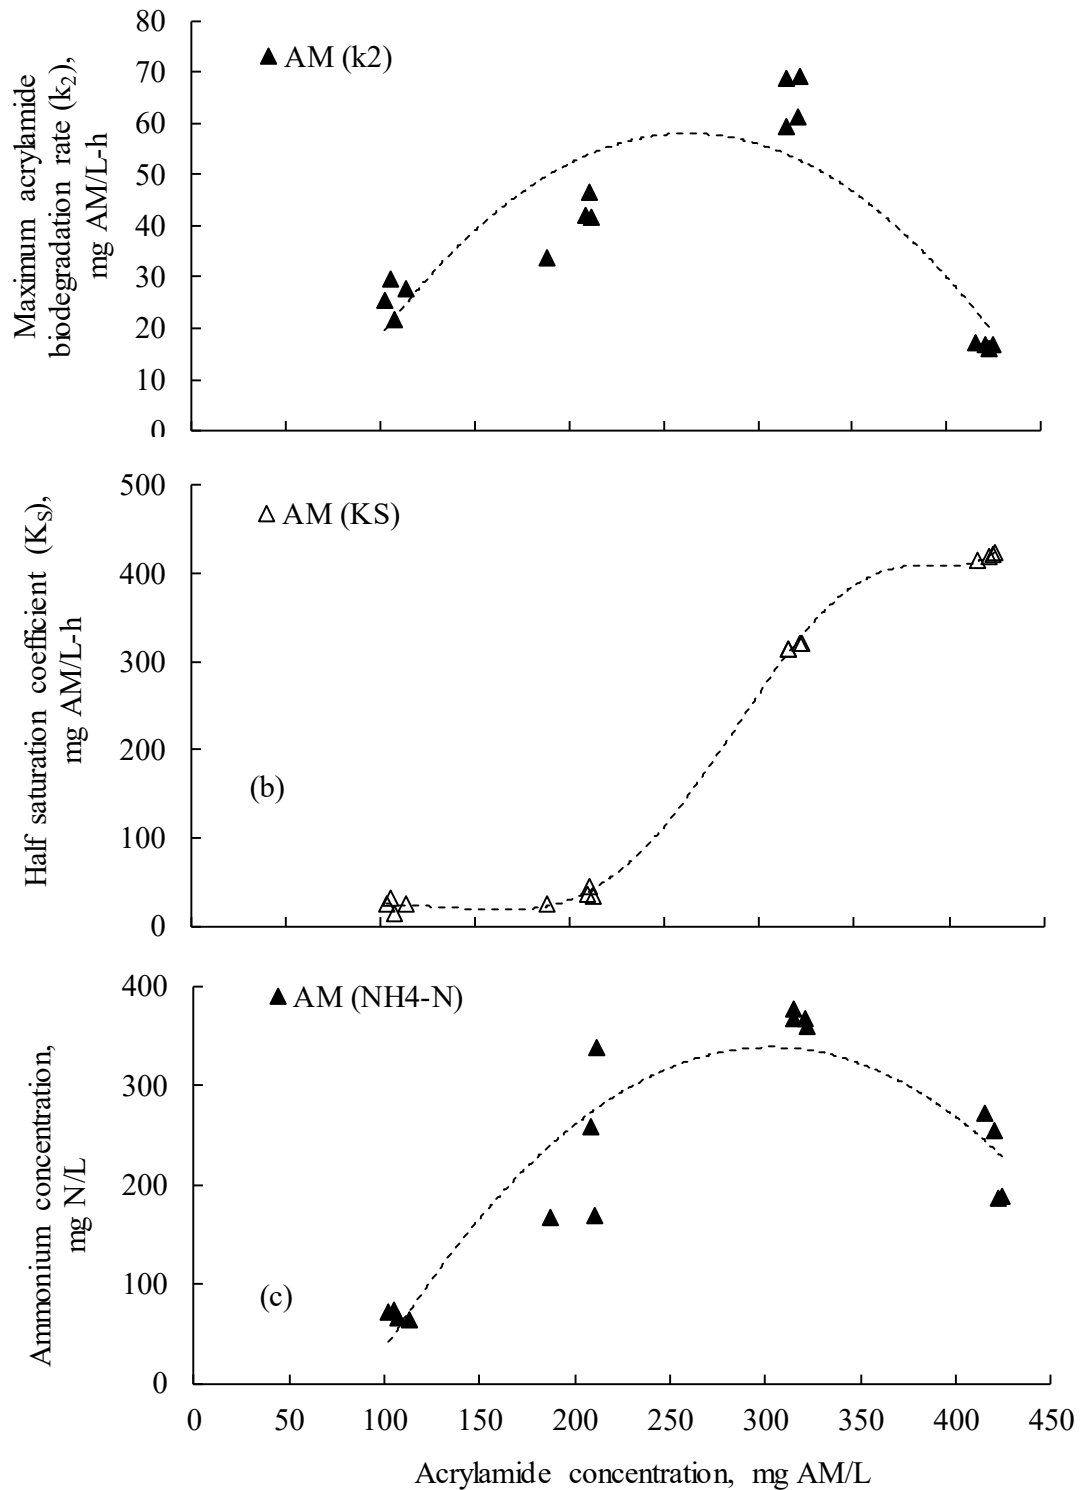 Maximum acrylamide
biodegradation rate (k2),
mg AM/L-h
80
70
60
50
40
30
20
10
0
AM (k2)
Half saturation coefficient (KS),
mg AM/L-h
500
400
300
200
100
0
AM (KS)
(b)
Ammonium concentration,
mg N/L
400
300
200
100
0
AM (NH4-N)
(c)
0 50 100 150 200 250 300 350 400 450
Acrylamide concentration, mg AM/L